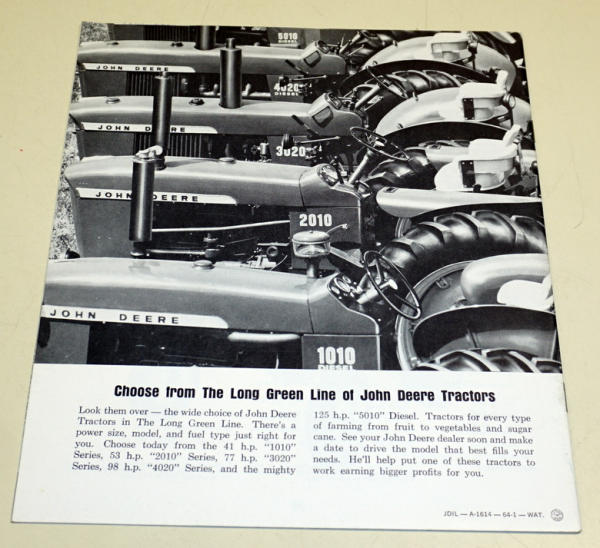 5010
DIESEL
JOHN DEERE
4020
DIESEL
JOHN DEERE
3020
JOHN DEERE
2010
JOHN DEERE
1010
DIESEL
Choose from The Long Green Line of John Deere Tractors
Look them over — the wide choice of John Deere
Tractors in The Long Green Line. There's a
power size, model, and fuel type just right for
you. Choose today from the 41 h.p. "1010"
Series, 53 h.p. "2010" Series, 77 h.p. "3020"
Series, 98 h.p. "4020" Series, and the mighty
125 h.p. "5010" Diesel. Tractors for every type
of farming from fruit to vegetables and sugar
cane. See your John Deere dealer soon and make
a date to drive the model that best fills your
needs. He'll help put one of these tractors to
work earning bigger profits for you.
JDIL — A-1614 — 64-1 — WAT.